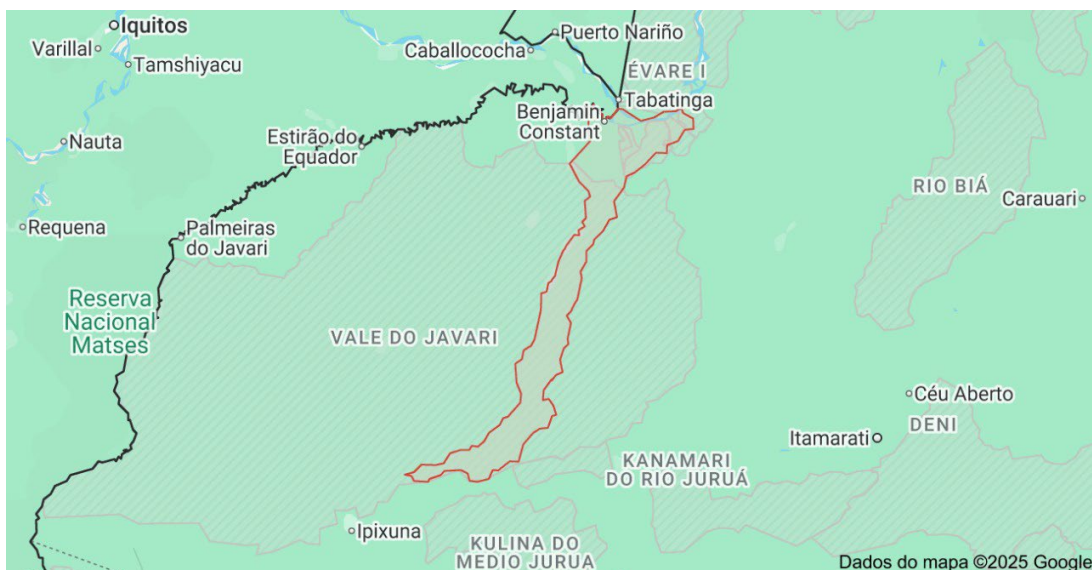 Iquitos
Puerto Nariño
Varillal
Caballococha
Tamshiyacu
ÉVARE I
Tabatinga
Benjamin
Constant
Estirão do
Equador
Nauta
RIO BIÁ
Carauari
Requena
Palmeiras
do Javari
Reserva
Nacional
Matses
VALE DO JAVARI
Céu Aberto
DENI
Itamarati
KANAMARI
DO RIO JURUÁ
Ipixuna
KULINA DO
MEDIO JURUA
Dados do mapa ©2025 Google